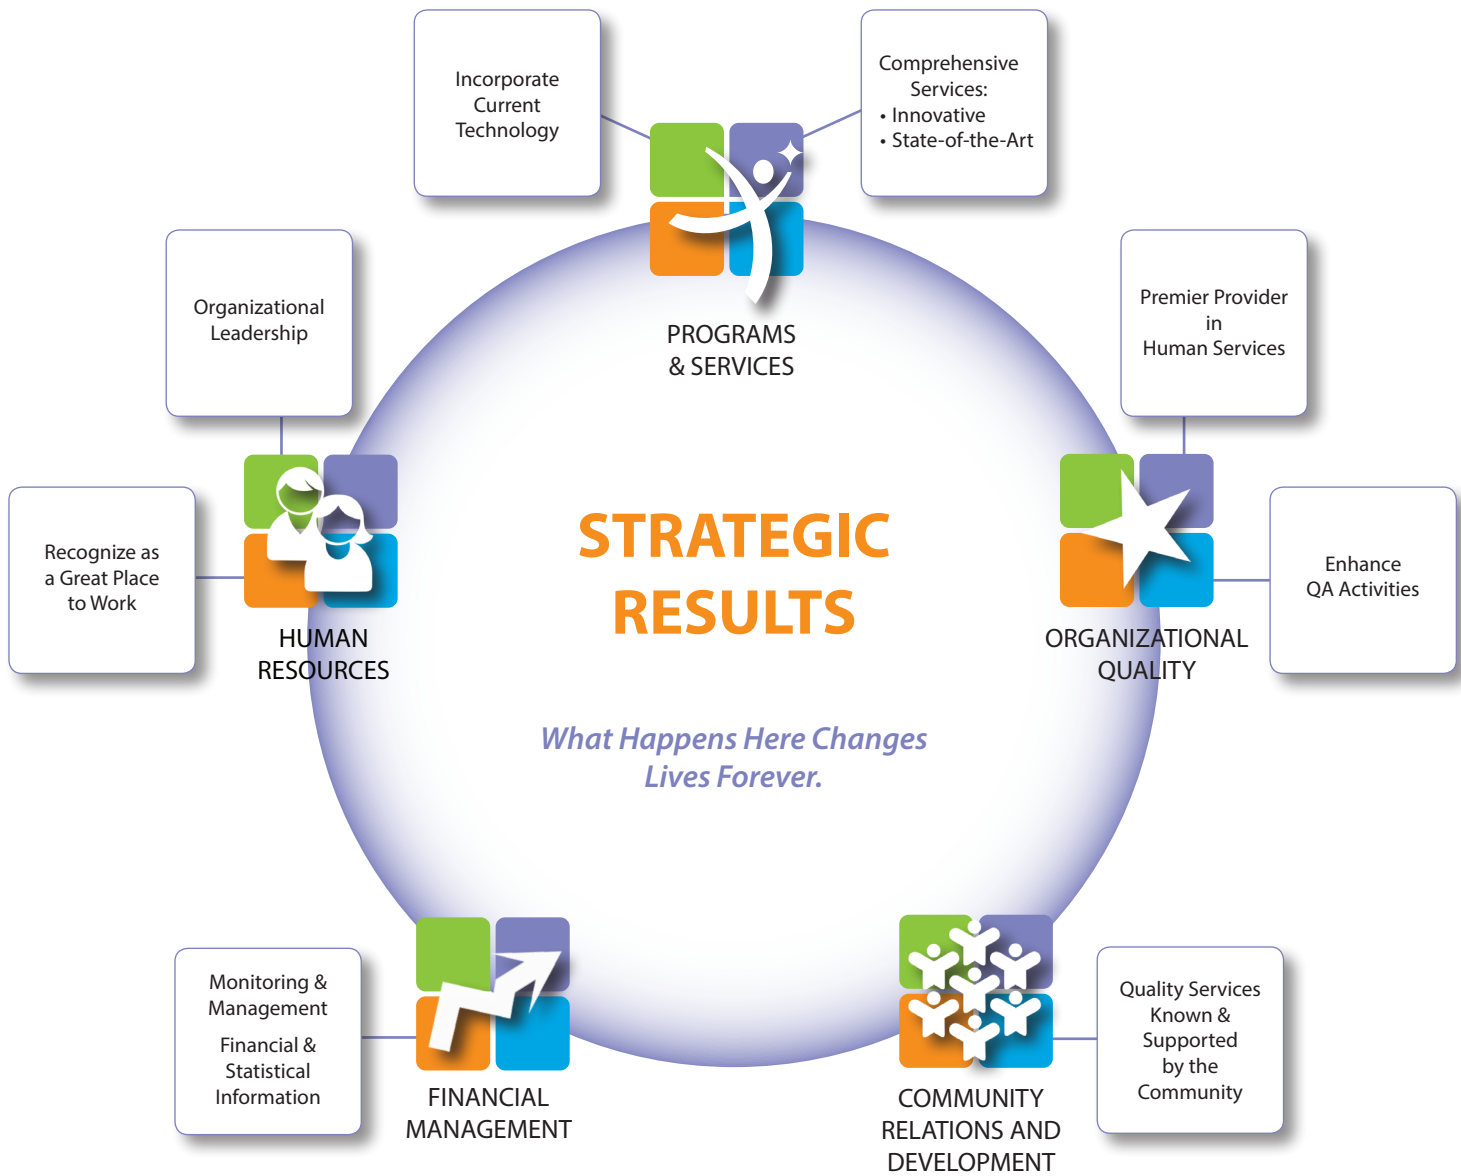 Incorporate
Current
Technology
Comprehensive
Services:
• Innovative
• State-of-the-Art
PROGRAMS
& SERVICES
Organizational
Leadership
Premier Provider
in
Human Services
Recognize as
a Great Place
to Work
HUMAN
RESOURCES
STRATEGIC
RESULTS
What Happens Here Changes
Lives Forever.
ORGANIZATIONAL
QUALITY
Enhance
QA Activities
Monitoring &
Management
Financial &
Statistical
Information
FINANCIAL
MANAGEMENT
COMMUNITY
RELATIONS AND
DEVELOPMENT
Quality Services
Known &
Supported
by the
Community